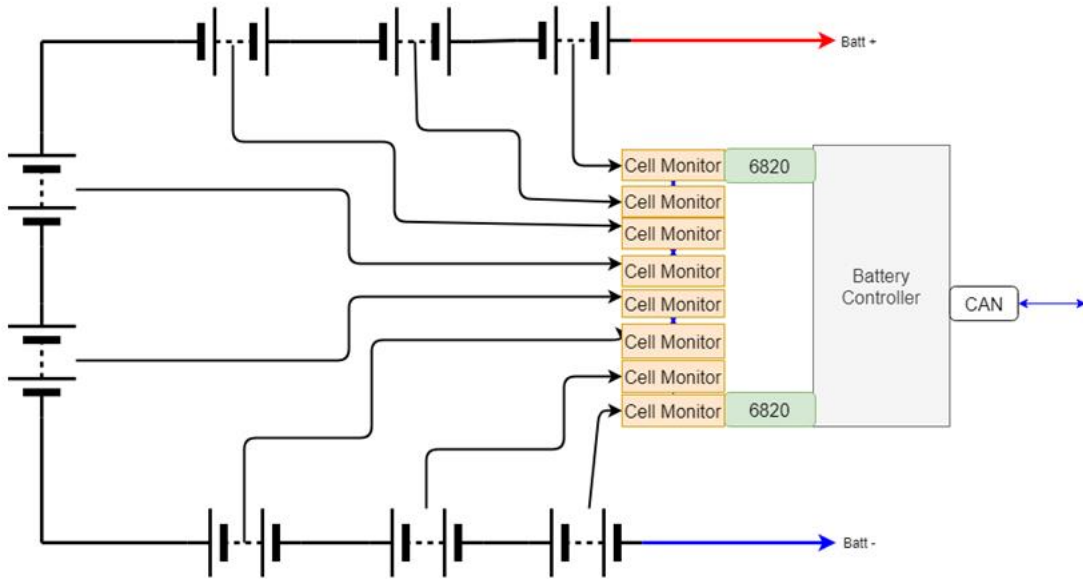 Batt +
Cell Monitor
6820
Cell Monitor
Cell Monitor
Cell Monitor
Cell Monitor
Cell Monitor
Cell Monitor
Cell Monitor
6820
Battery
Controller
CAN
Batt -